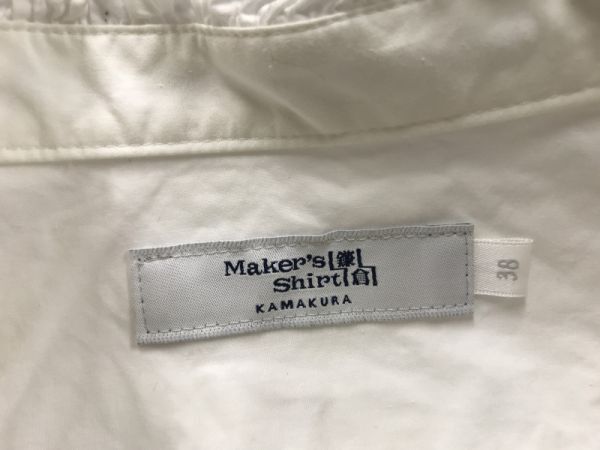 Maker's 鎌
Shirt 倉
KAMAKURA
38